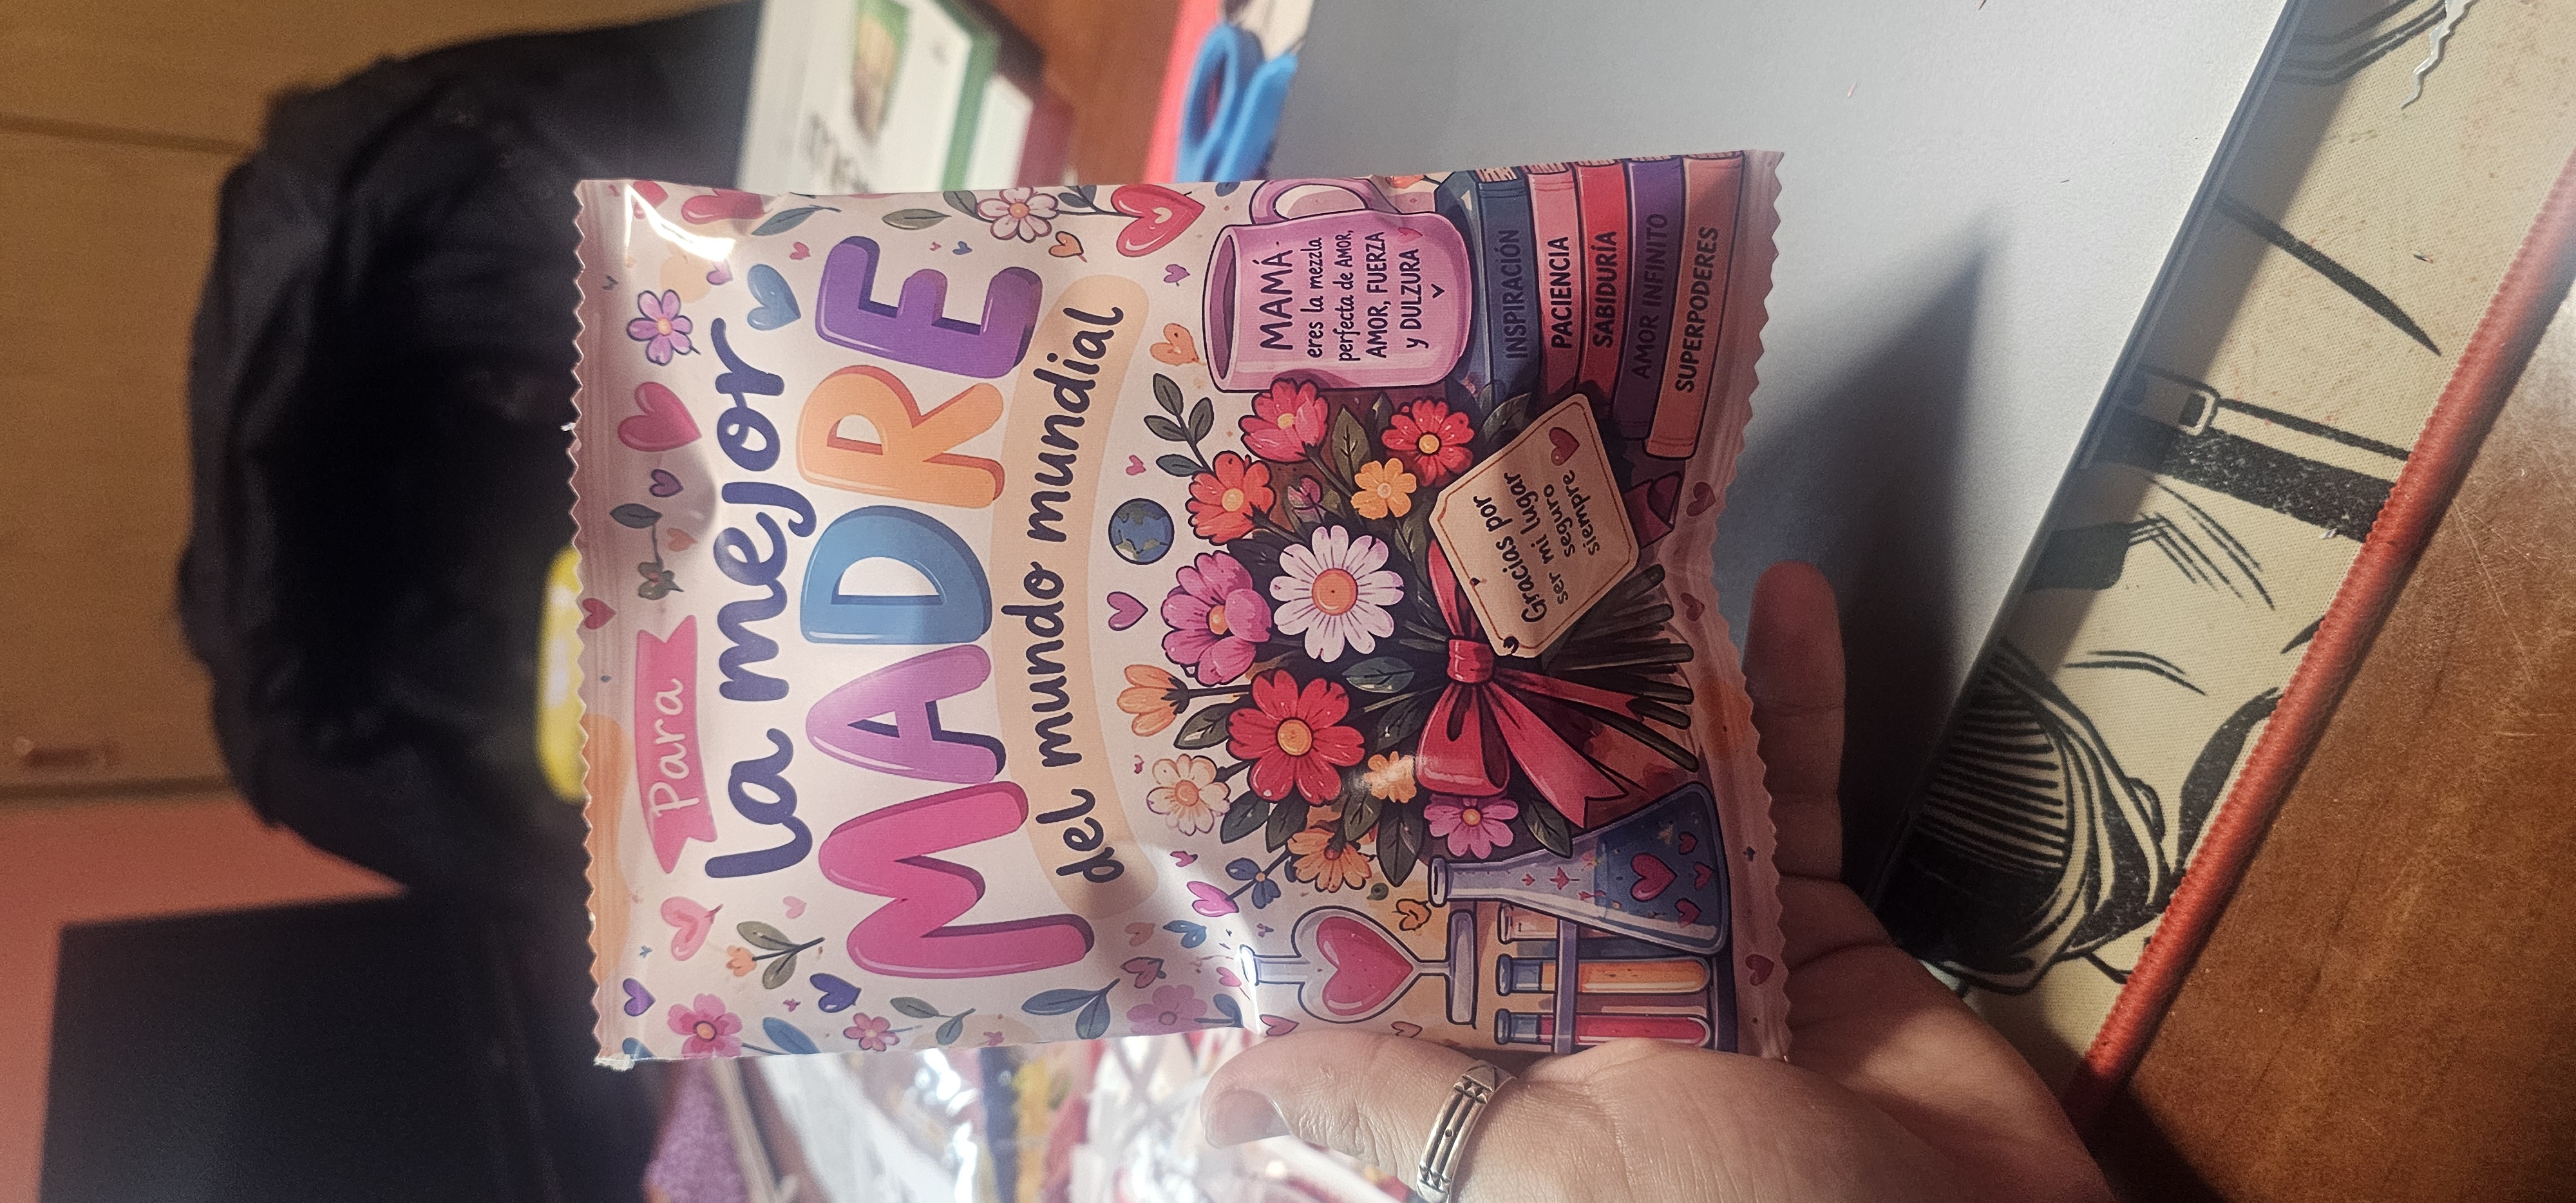 Para
la mejor
MADRE
del mundo mundial
MAMÁ
eres la mezzla
perfecta de AMOR,
AMOR, FUERZA
y DULZURA
Gracias por
ser mi lugar
seguro
siempre
INSPIRACIÓN
PACIENCIA
SABIDURÍA
AMOR INFINITO
SUPERPODERES